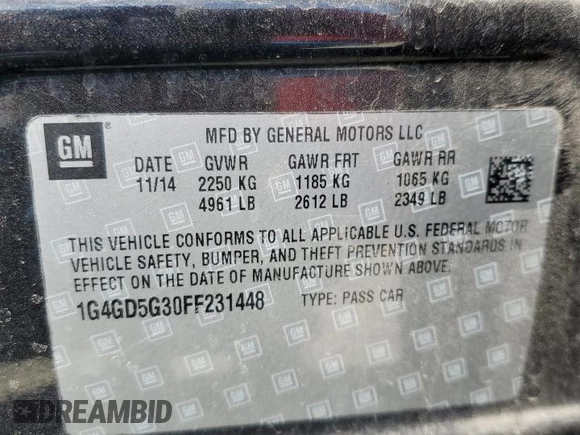 GM
®
MFD BY GENERAL MOTORS LLC
DATE GVWR GAWR FRT GAWR RR
11/14 2250 KG 1185 KG 1065 KG
4961 LB 2612 LB 2349 LB
THIS VEHICLE CONFORMS TO ALL APPLICABLE U.S. FEDERAL MOTOR
VEHICLE SAFETY, BUMPER, AND THEFT PREVENTION STANDARDS IN
EFFECT ON THE DATE OF MANUFACTURE SHOWN ABOVE.
1G4GD5G30FF231448 TYPE: PASS CAR
DREAMBID